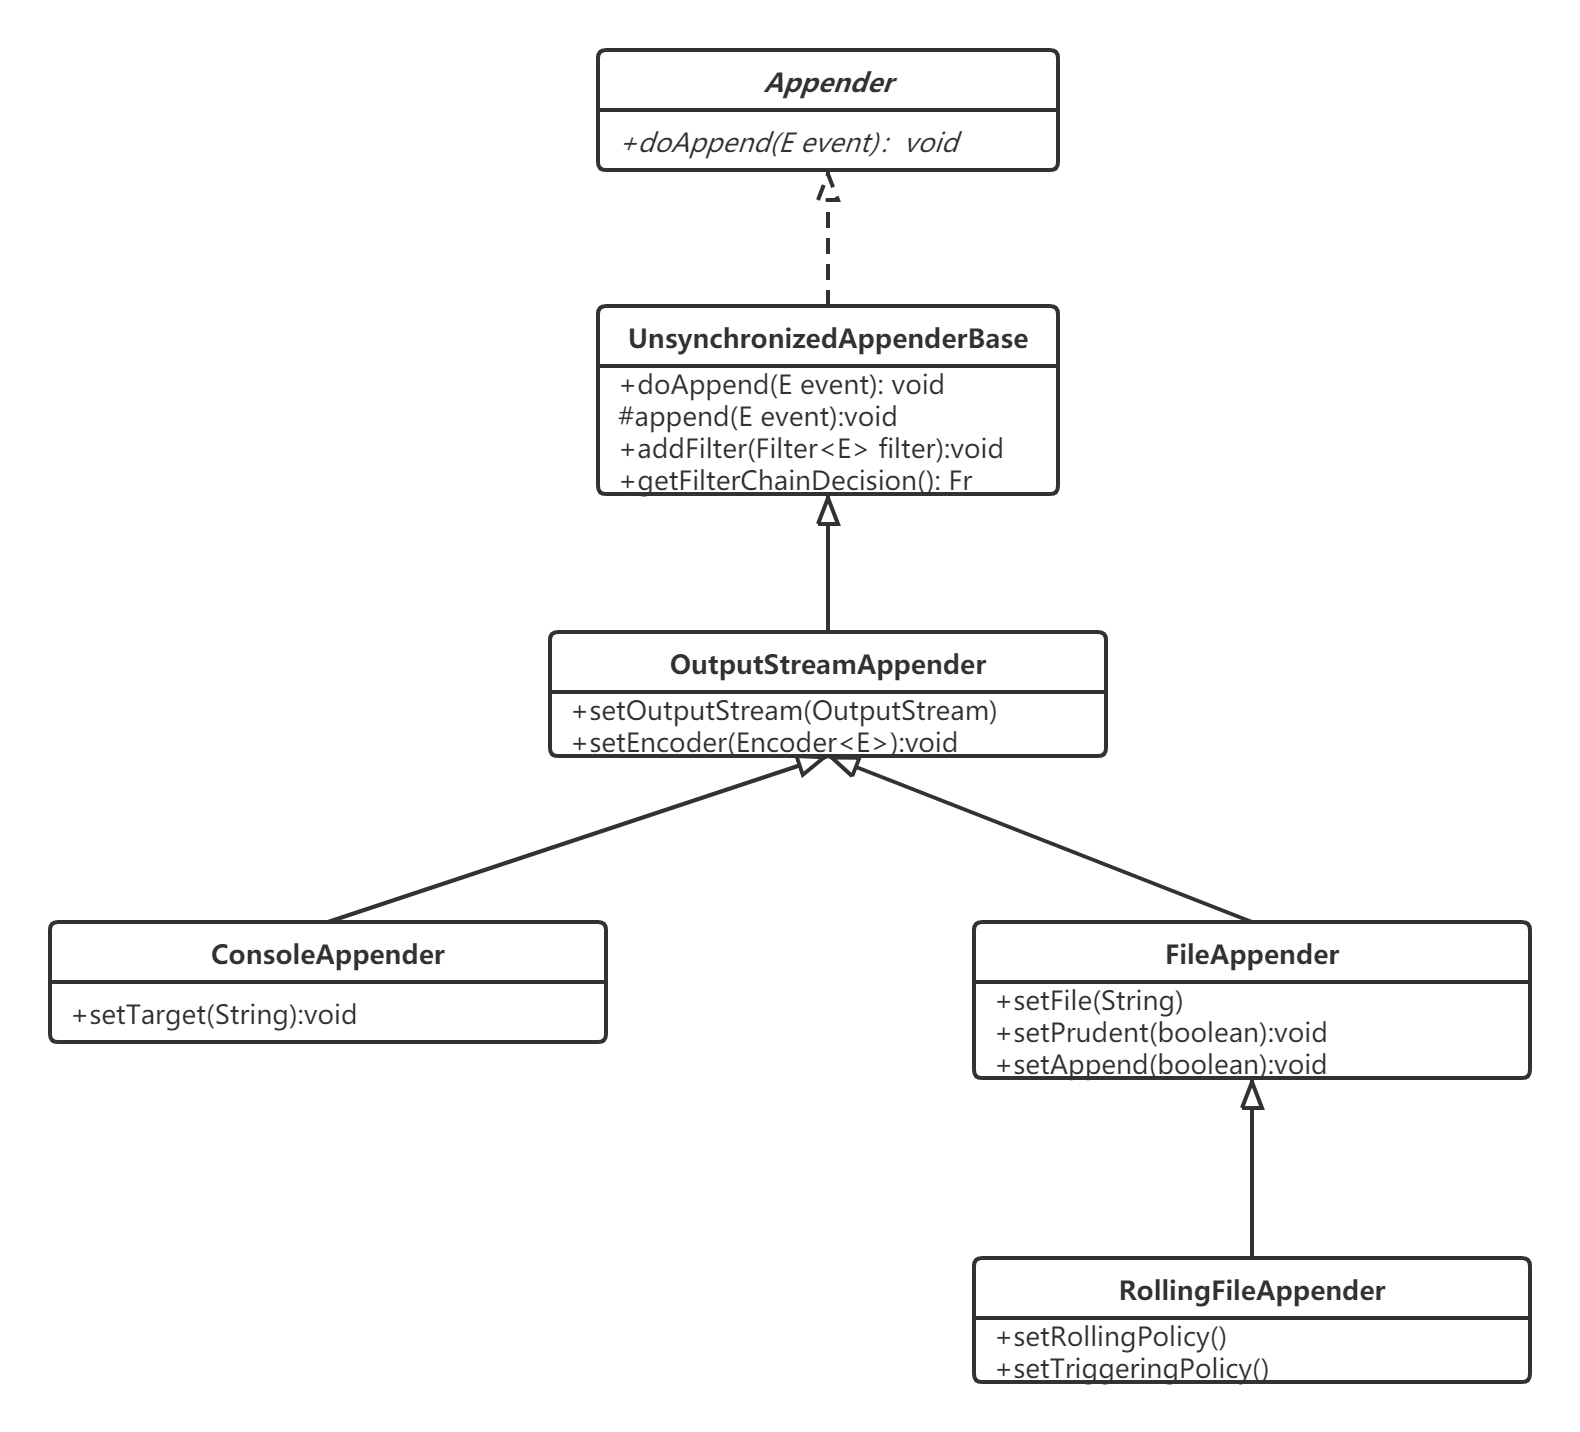 Appender
+doAppend(E event):  void
UnsynchronizedAppenderBase
+doAppend(E event): void
#append(E event):void
+addFilter(Filter<E> filter):void
+getFilterChainDecision(): Fr
OutputStreamAppender
+setOutputStream(OutputStream)
+setEncoder(Encoder<E>):void
ConsoleAppender
+setTarget(String):void
FileAppender
+setFile(String)
+setPrudent(boolean):void
+setAppend(boolean):void
RollingFileAppender
+setRollingPolicy()
+setTriggeringPolicy()